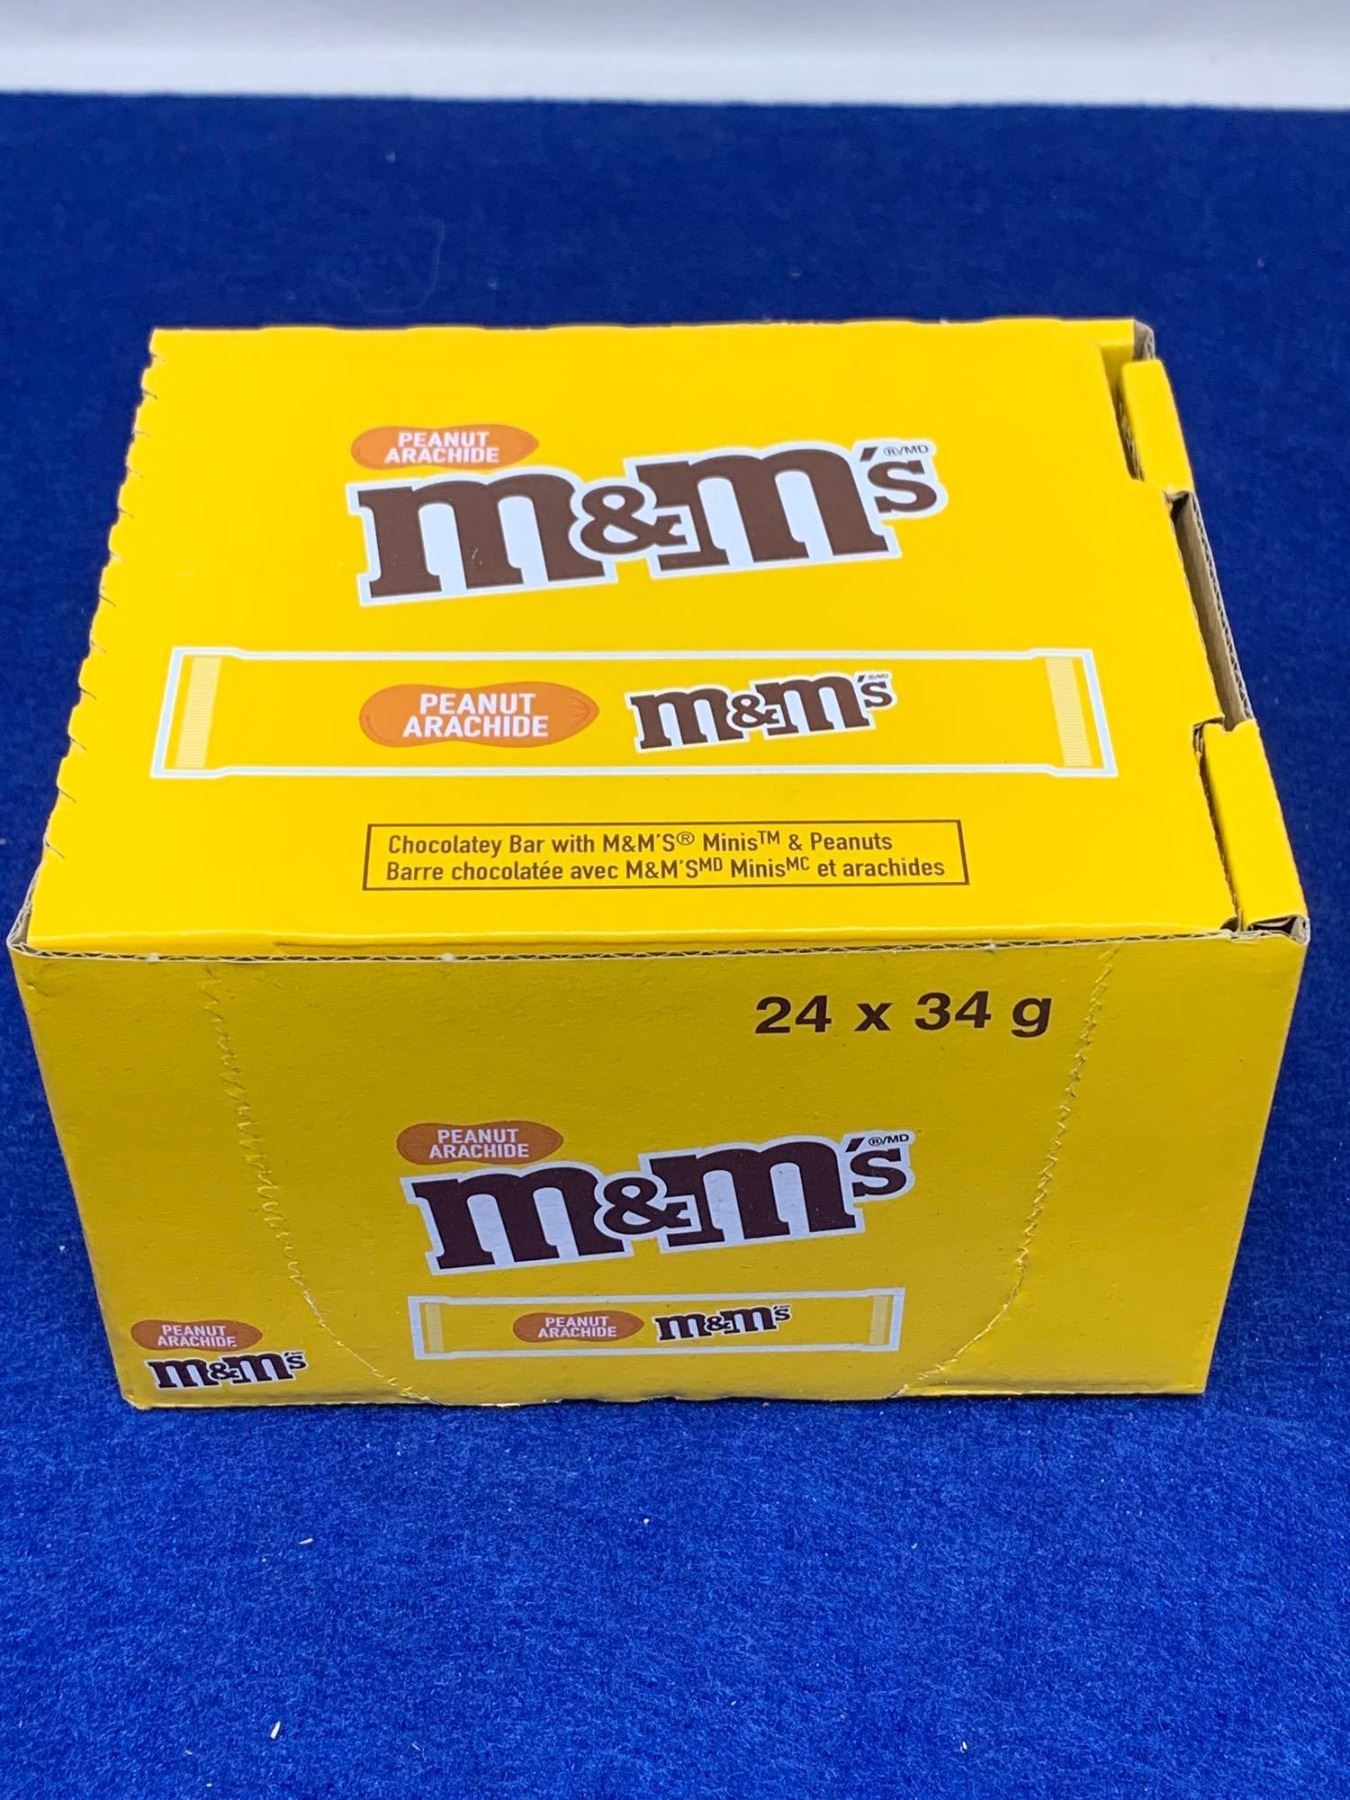 PEANUT
ARACHIDE
m&m's®/MD
PEANUT
ARACHIDE
m&m's®/MD
Chocolatey Bar with M&M'S® Minis™ & Peanuts
Barre chocolatée avec M&M'Sᴹᴰ Minisᴹᶜ et arachides
24 x 34 g
PEANUT
ARACHIDE
m&m's®/MD
PEANUT
ARACHIDE
m&m's
PEANUT
ARACHIDE
m&m's